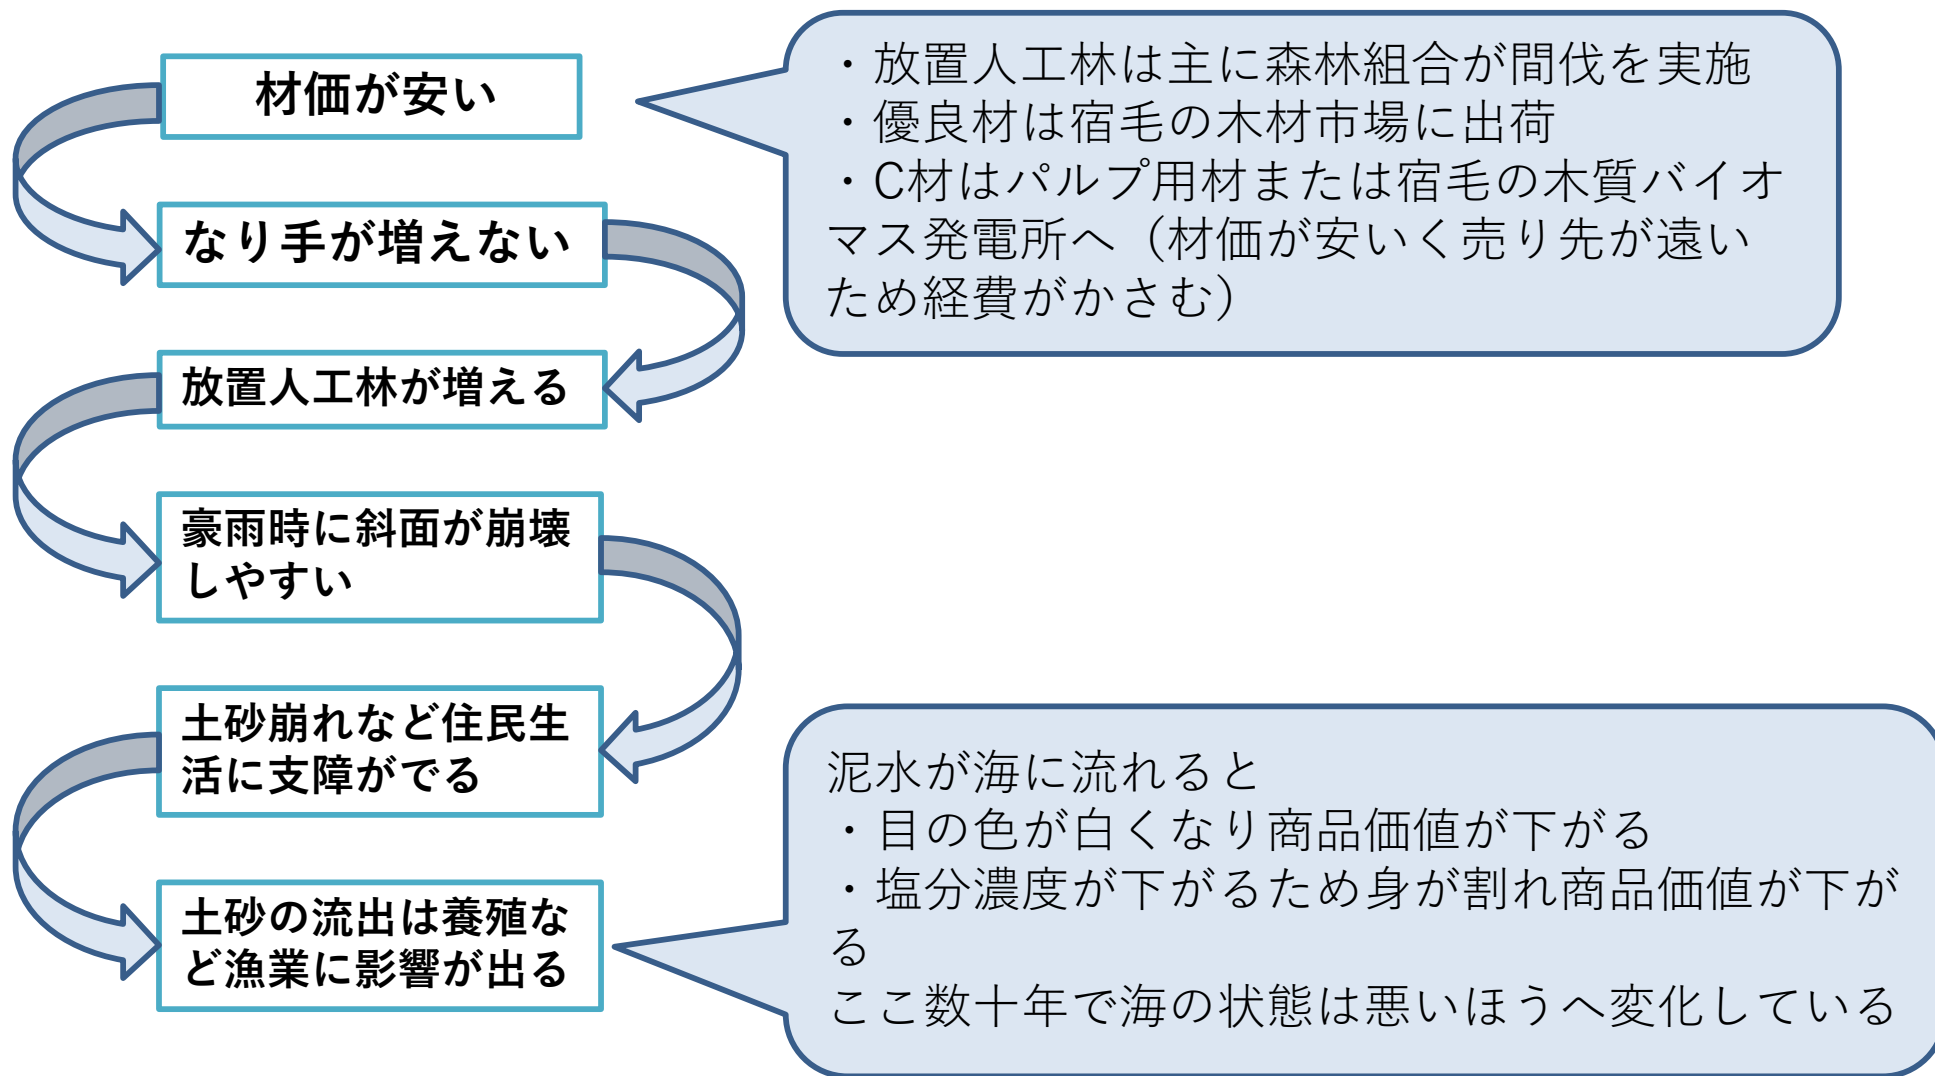 材価が安い
・放置人工林は主に森林組合が間伐を実施
・優良材は宿毛の木材市場に出荷
・C材はパルプ用材または宿毛の木質バイオ
マス発電所へ（材価が安いく売り先が遠い
ため経費がかさむ）
なり手が増えない
放置人工林が増える
豪雨時に斜面が崩壊
しやすい
土砂崩れなど住民生
活に支障がでる
土砂の流出は養殖な
ど漁業に影響が出る
泥水が海に流れると
・目の色が白くなり商品価値が下がる
・塩分濃度が下がるため身が割れ商品価値が下が
る
ここ数十年で海の状態は悪いほうへ変化している